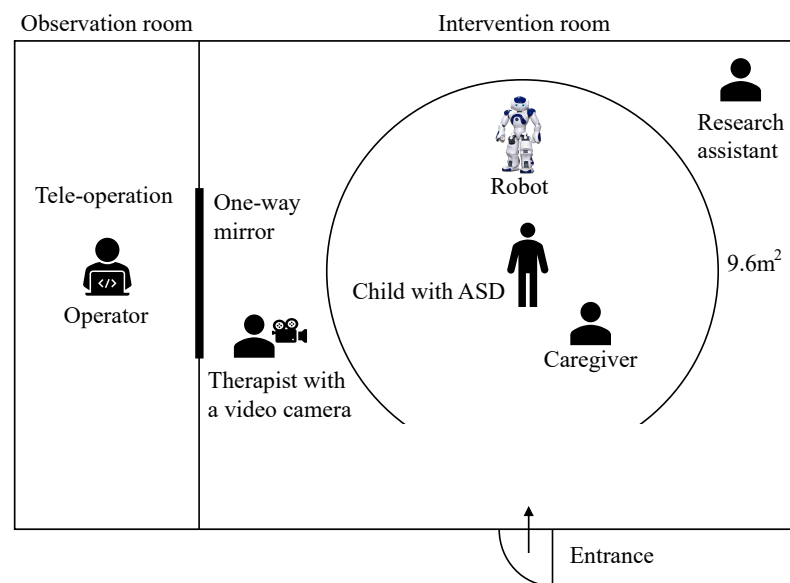 Observation room
Intervention room
Research
assistant
Robot
Tele-operation
One-way
mirror
9.6m²
Child with ASD
</>
Operator
Caregiver
Therapist with
a video camera
Entrance